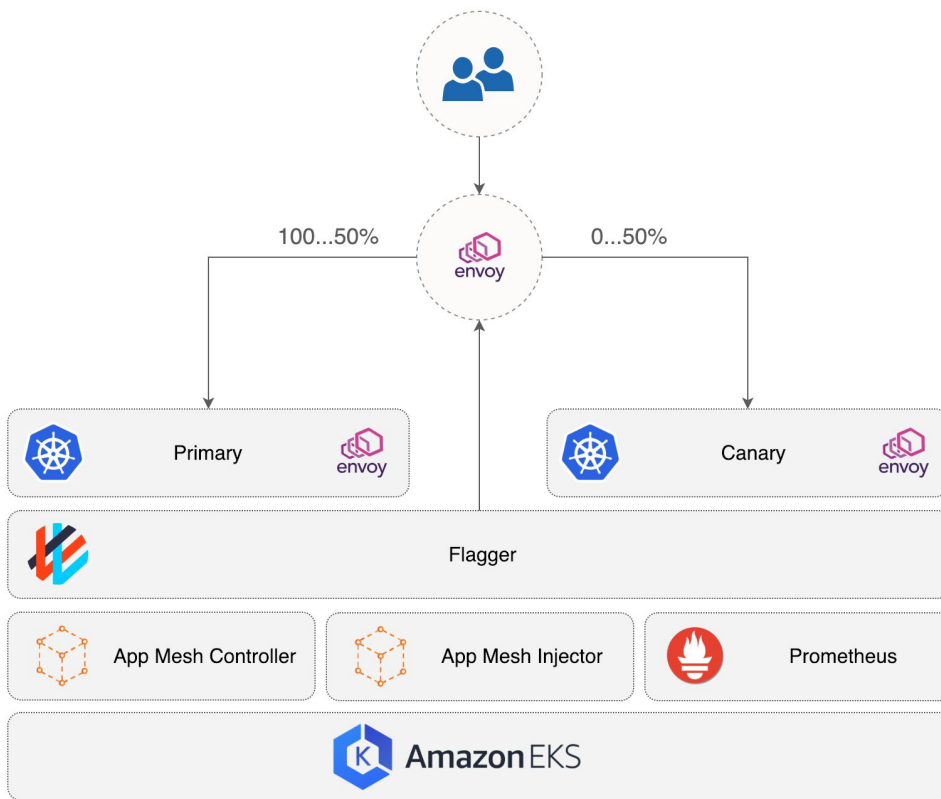 100...50%
0...50%
envoy
Primary
envoy
Canary
envoy
Flagger
App Mesh Controller
App Mesh Injector
Prometheus
K
Amazon EKS